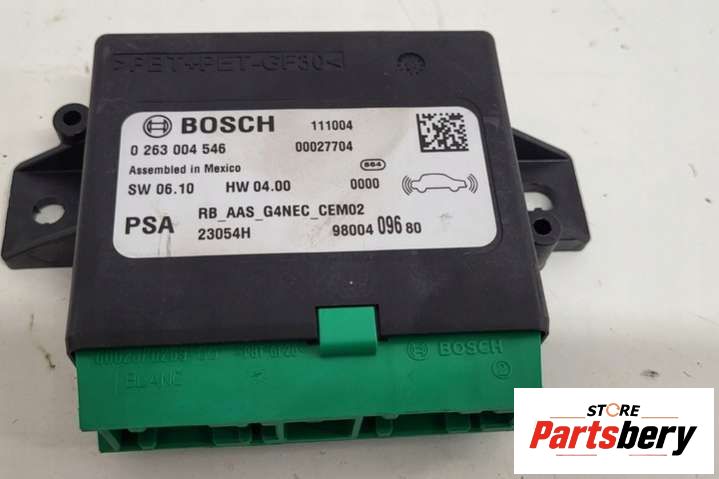 >PET+PET-GF30<
BOSCH 111004
0 263 004 546 00027704
Assembled in Mexico 864
SW 06.10 HW 04.00 0000
PSA RB_AAS_G4NEC_CEM02
23054H 98004 096 80
BOSCH
BLANC
STORE
Partsbery